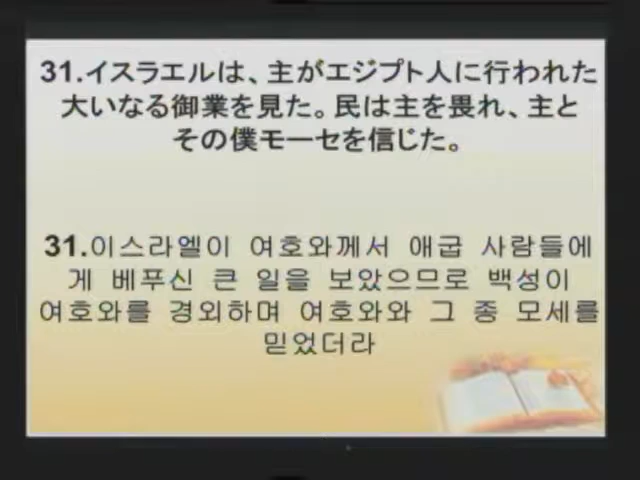 31.イスラエルは、主がエジプト人に行われた
大いなる御業を見た。民は主を畏れ、主と
その僕モーセを信じた。
31.이스라엘이 여호와께서 애굽 사람들에
게 베푸신 큰 일을 보았으므로 백성이
여호와를 경외하며 여호와와 그 종 모세를
믿었더라